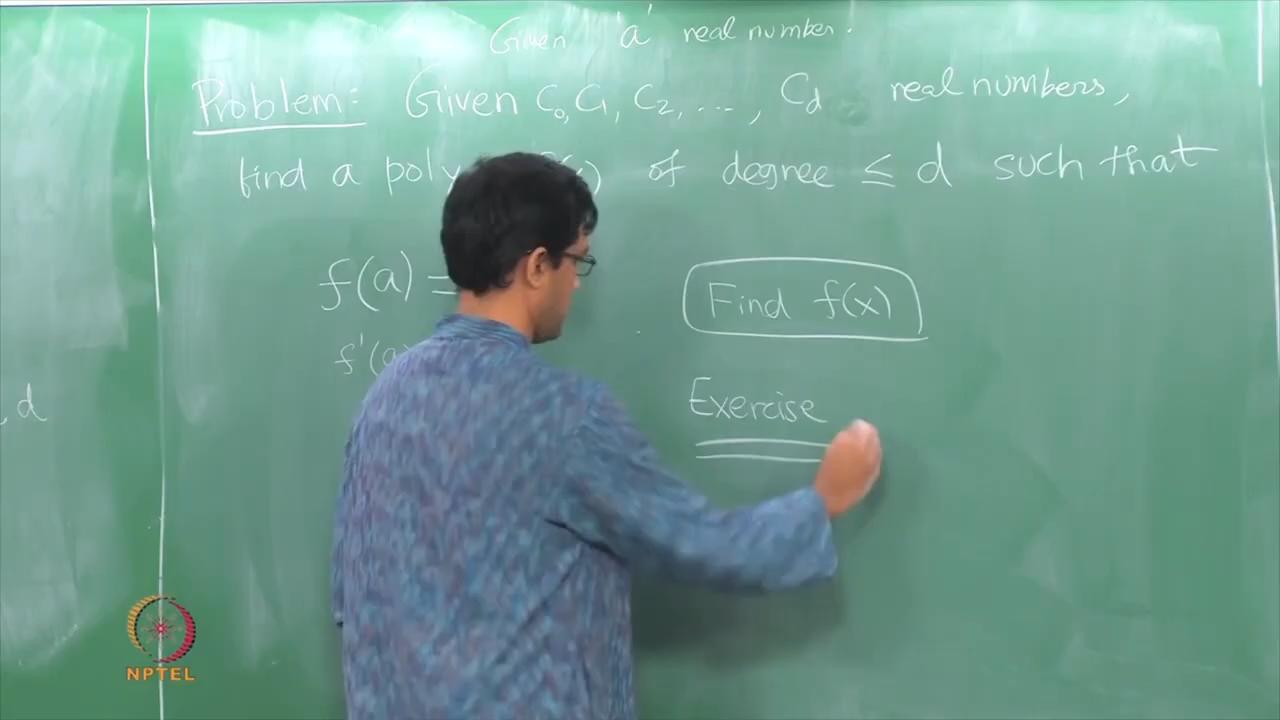 Given 'a' real number.
Problem: Given C₀, C₁, C₂, ..., C_d real numbers,
find a poly of degree ≤ d such that
f(a) =
Find f(x)
f'(a
Exercise
, d
NPTEL